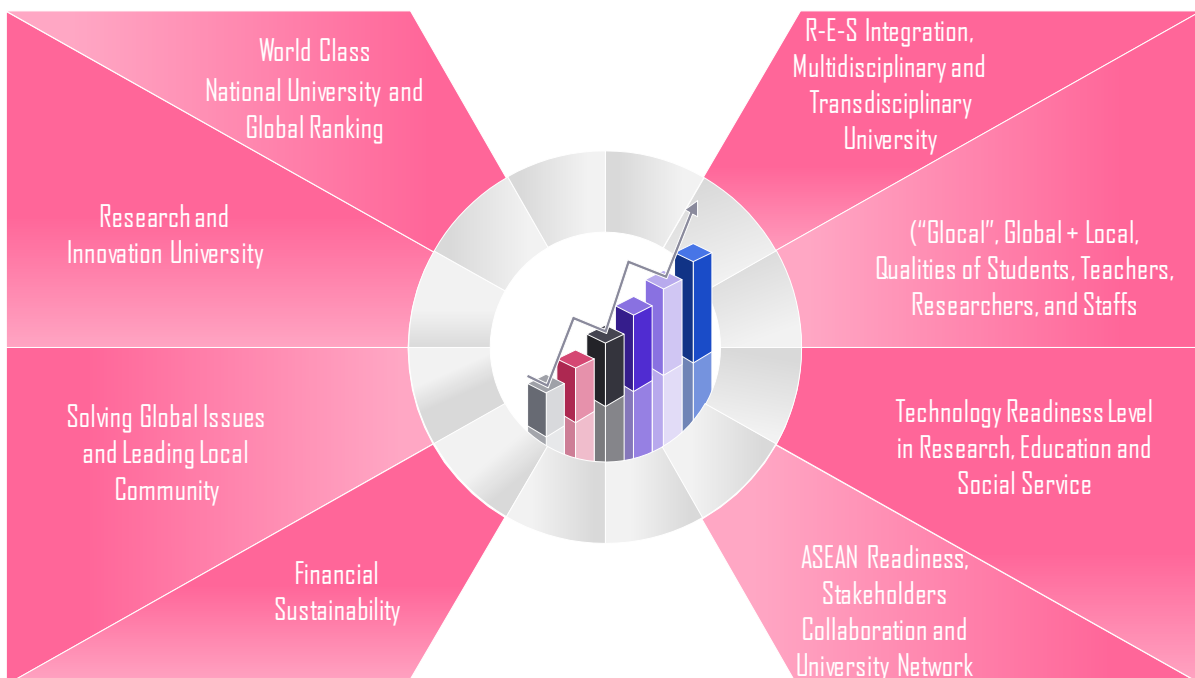 World Class
National University and
Global Ranking
Research and
Innovation University
Solving Global Issues
and Leading Local
Community
Financial
Sustainability
R-E-S Integration,
Multidisciplinary and
Transdisciplinary
University
("Glocal", Global + Local,
Qualities of Students, Teachers,
Researchers, and Staffs
Technology Readiness Level
in Research, Education and
Social Service
ASEAN Readiness,
Stakeholders
Collaboration and
University Network